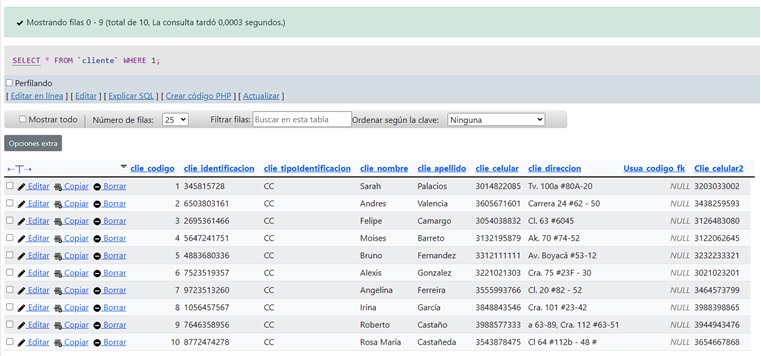 Mostrando filas 0 - 9 (total de 10, La consulta tardó 0,0003 segundos.)
SELECT * FROM `cliente` WHERE 1;
Perfilando
[ Editar en línea ] [ Editar ] [ Explicar SQL ] [ Crear código PHP ] [ Actualizar ]
Mostrar todo | Número de filas: 25 Filtrar filas: Buscar en esta tabla Ordenar según la clave: Ninguna
Opciones extra
←T→ clie_codigo clie_identificacion clie_tipoIdentificacion clie_nombre clie_apellido clie_celular clie_direccion Usua_codigo_fk Clie_celular2
Editar Copiar Borrar 1 345815728 CC Sarah Palacios 3014822085 Tv. 100a #80A-20 NULL 3203033002
Editar Copiar Borrar 2 6503803161 CC Andres Valencia 3605671601 Carrera 24 #62 - 50 NULL 3438259593
Editar Copiar Borrar 3 2695361466 CC Felipe Camargo 3054038832 Cl. 63 #6045 NULL 3126483080
Editar Copiar Borrar 4 5647241751 CC Moises Barreto 3132195879 Ak. 70 #74-52 NULL 3122062645
Editar Copiar Borrar 5 4883680336 CC Bruno Fernandez 3312111111 Av. Boyacá #53-12 NULL 3232233321
Editar Copiar Borrar 6 7523519357 CC Alexis Gonzalez 3221021303 Cra. 75 #23F - 30 NULL 3021023201
Editar Copiar Borrar 7 9723513260 CC Angelina Ferreira 3555993766 Cl. 20 #82 - 52 NULL 3464573799
Editar Copiar Borrar 8 1056457567 CC Irina García 3848843546 Cra. 101 #23-42 NULL 3988398865
Editar Copiar Borrar 9 7646358956 CC Roberto Castaño 3988577333 a 63-89, Cra. 112 #63-51 NULL 3944943476
Editar Copiar Borrar 10 8772474278 CC Rosa Maria Castañeda 3543878475 Cl 64 #112b - 48 # NULL 3654667868